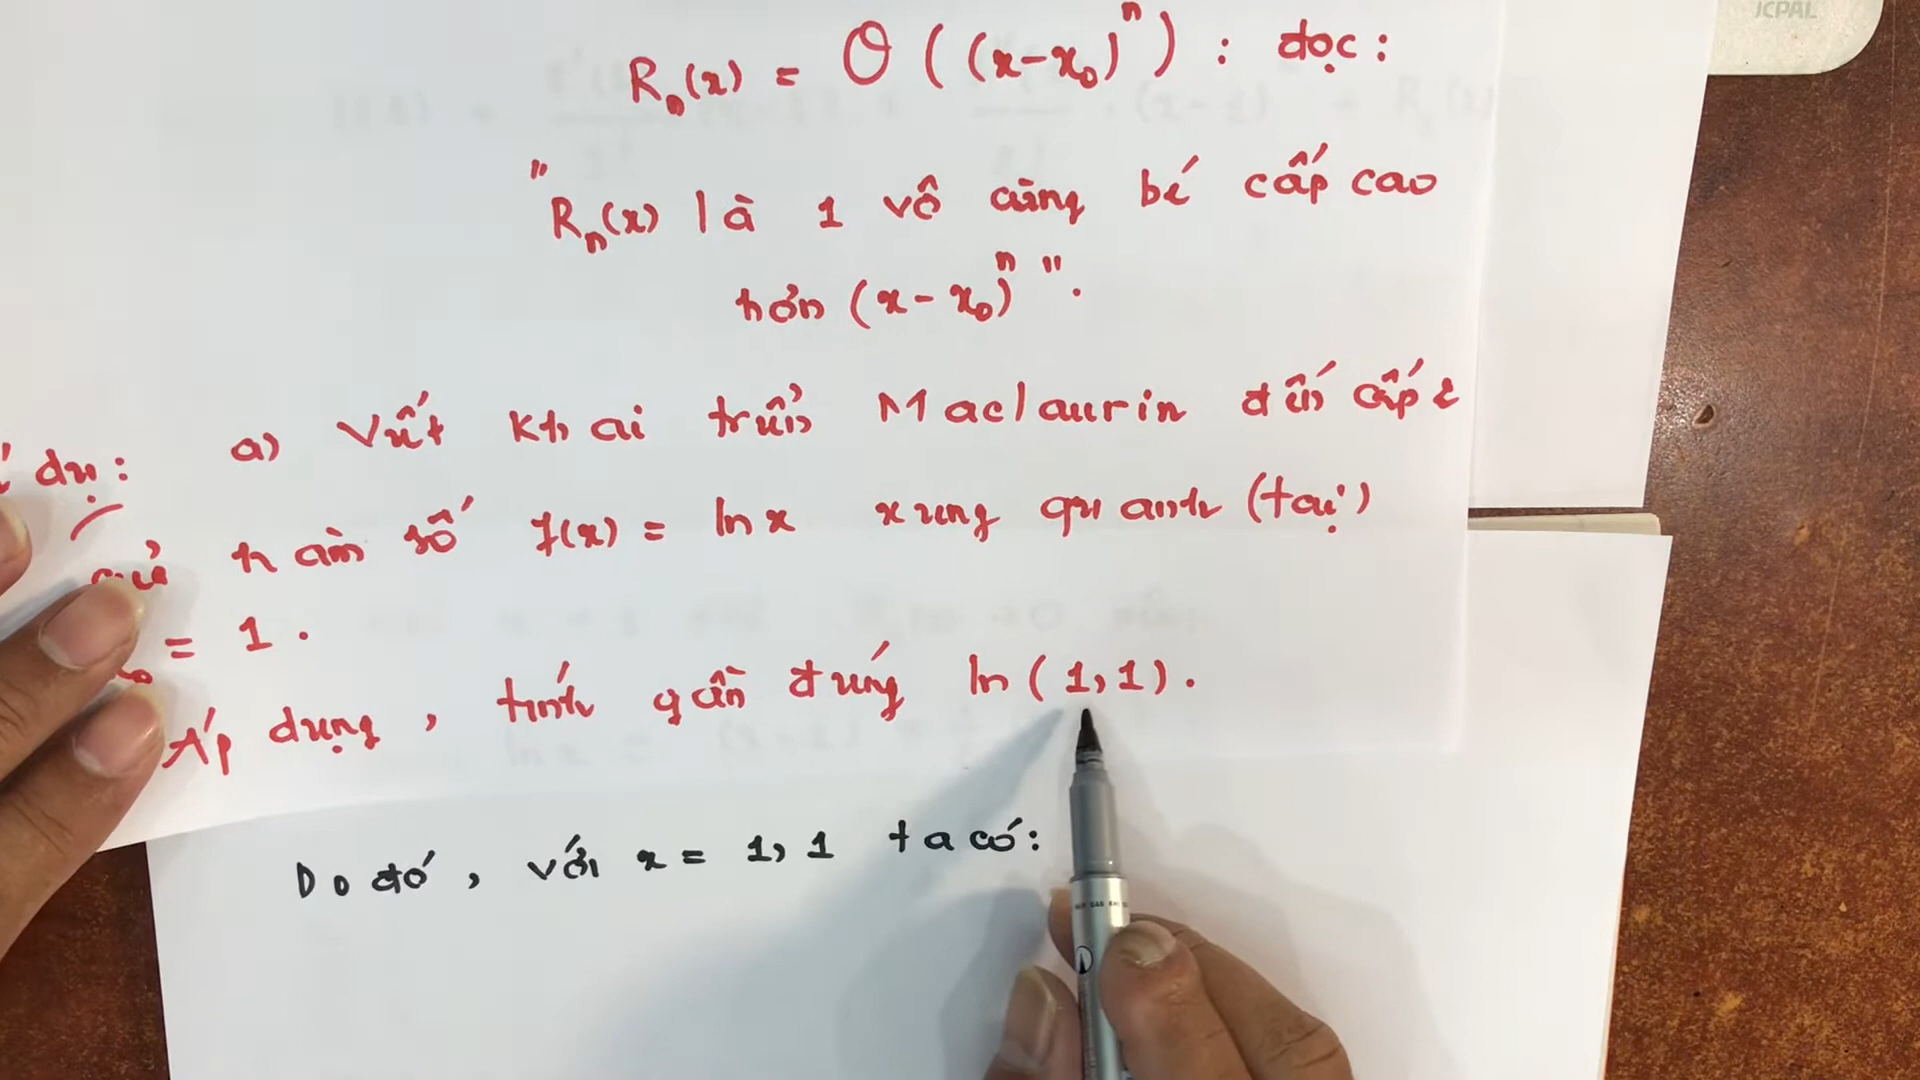 JCPAL
Rₙ(x) = O((x-x₀)ⁿ) : đọc :
"Rₙ(x) là 1 vô cùng bé cấp cao
hơn (x-x₀)ⁿ".
dụ: a) Viết khai triển Maclaurin đến cấp 2
của hàm số f(x) = ln x xung quanh (tại)
= 1.
Áp dụng, tính gần đúng ln(1,1).
Do đó, với x = 1,1 ta có: